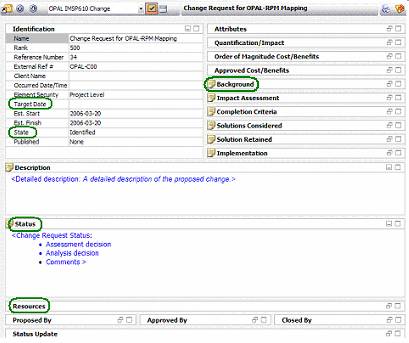 OPAL IMSP610 Change
Change Request for OPAL-RPM Mapping
Identification
Name Change Request for OPAL-RPM Mapping
Rank 500
Reference Number 34
External Ref # OPAL-C00
Client Name
Occurred Date/Time
Element Security Project Level
Target Date
Est. Start 2006-03-20
Est. Finish 2006-03-20
State Identified
Published None
Attributes
Quantification/Impact
Order of Magnitude Cost/Benefits
Approved Cost/Benefits
Background
Impact Assessment
Completion Criteria
Solutions Considered
Solution Retained
Implementation
Description
<Detailed description. A detailed description of the proposed change.>
Status
<Change Request Status:
• Assessment decision
• Analysis decision
• Comments >
Resources
Proposed By Approved By Closed By
Status Update